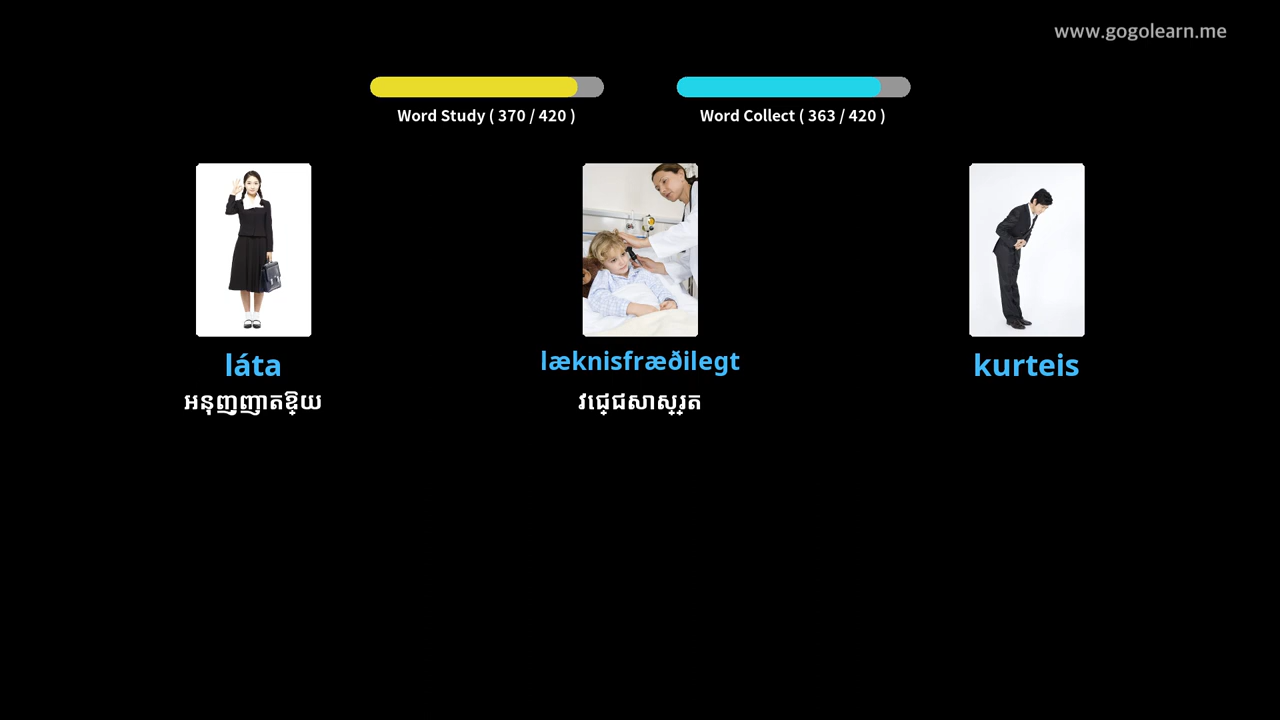 www.gogolearn.me
Word Study ( 370 / 420 )
Word Collect ( 363 / 420 )
láta
læknisfræðilegt
kurteis
អនុញ្ញាតឱ្យ
វេជ្ជសាស្រ្ត